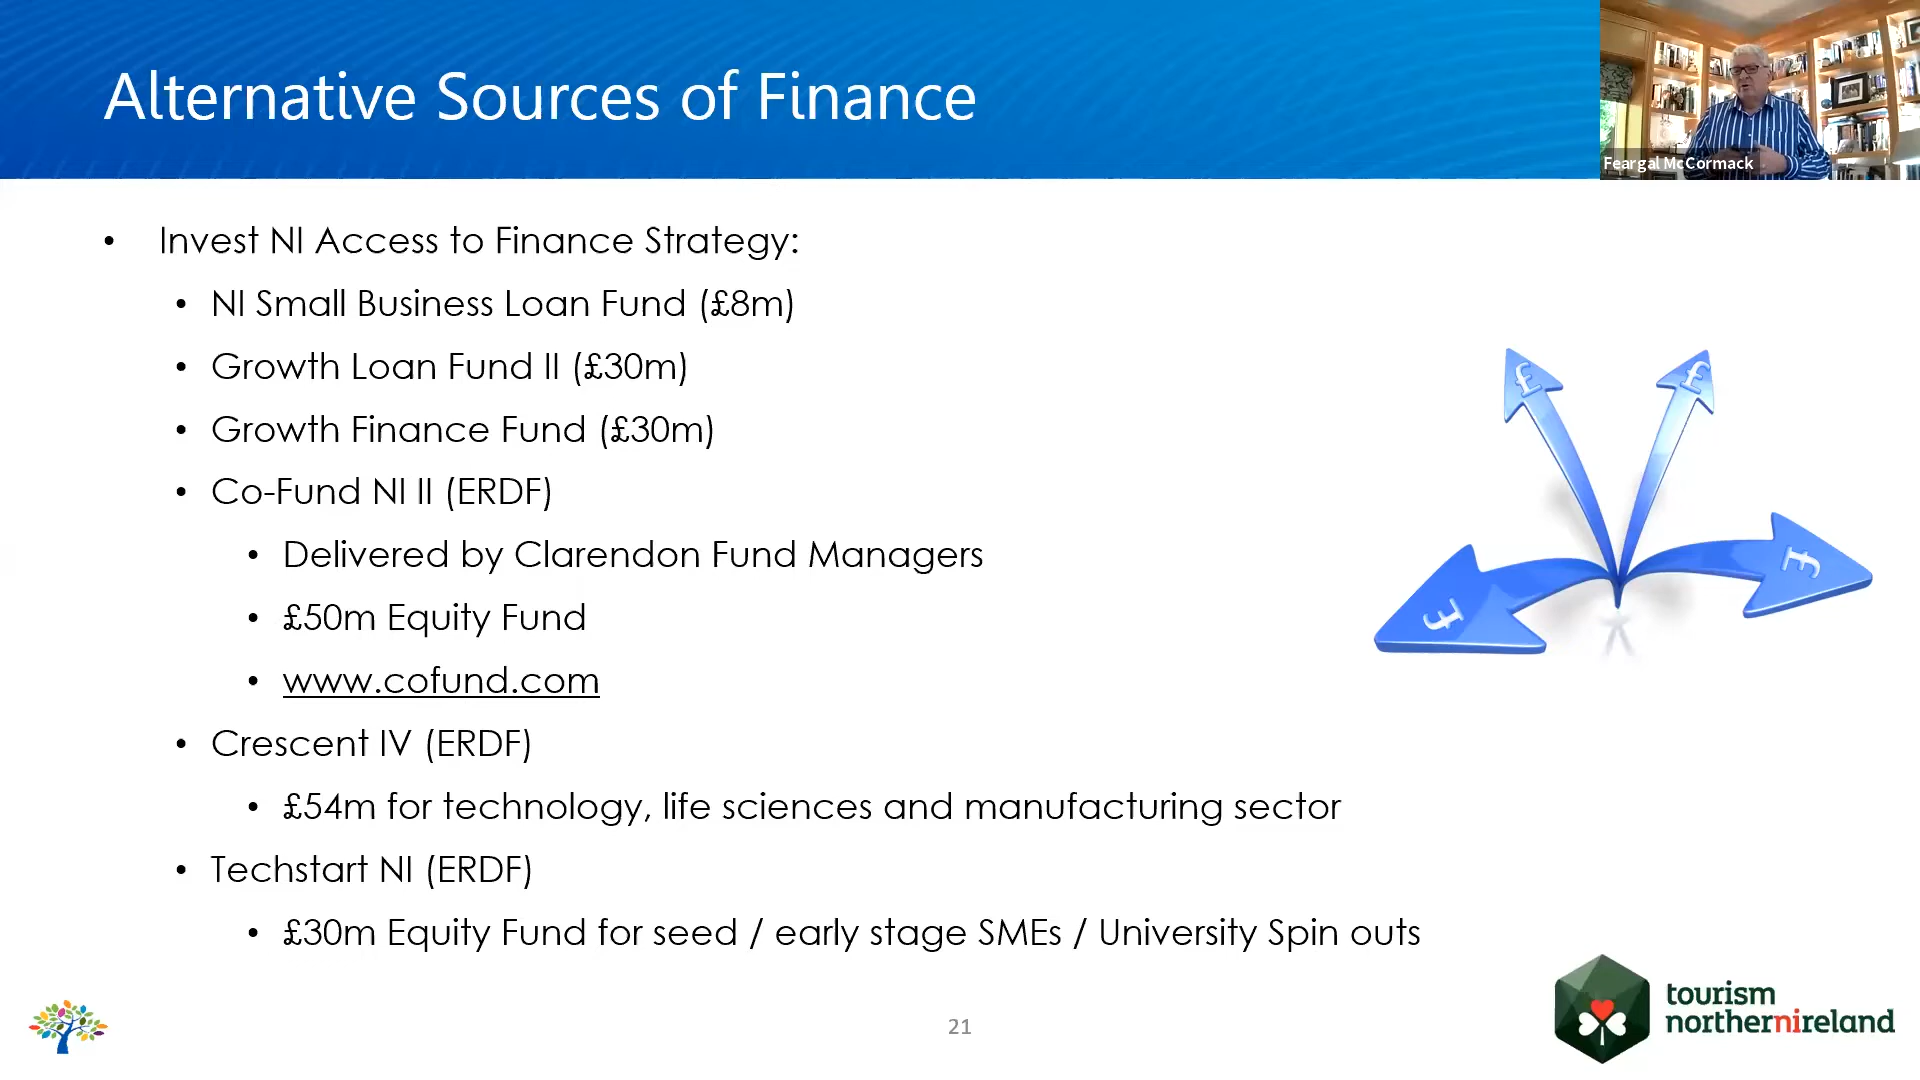 Alternative Sources of Finance
Feargal McCormack
• Invest NI Access to Finance Strategy:
• NI Small Business Loan Fund (£8m)
• Growth Loan Fund II (£30m)
• Growth Finance Fund (£30m)
• Co-Fund NI II (ERDF)
• Delivered by Clarendon Fund Managers
• £50m Equity Fund
• www.cofund.com
• Crescent IV (ERDF)
• £54m for technology, life sciences and manufacturing sector
• Techstart NI (ERDF)
• £30m Equity Fund for seed / early stage SMEs / University Spin outs
£
£
£
£
21
tourism
northernireland